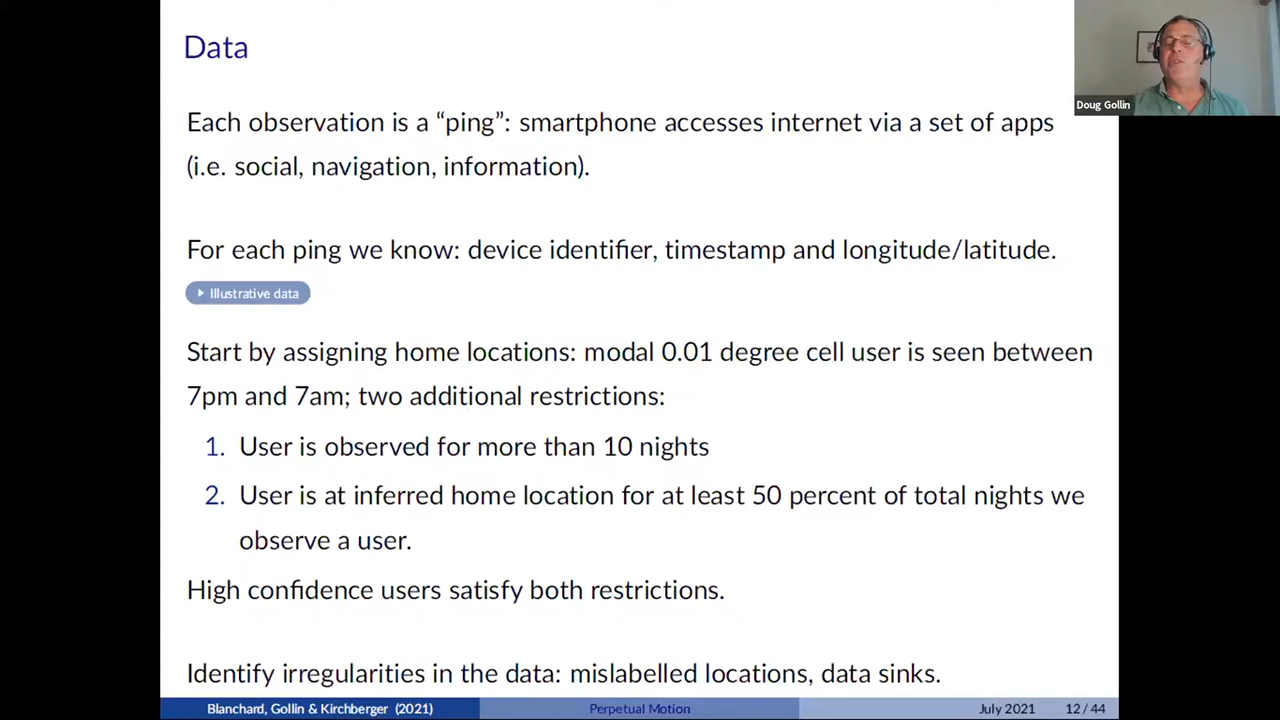 Data
Doug Gollin
Each observation is a “ping”: smartphone accesses internet via a set of apps
(i.e. social, navigation, information).
For each ping we know: device identifier, timestamp and longitude/latitude.
Illustrative data
Start by assigning home locations: modal 0.01 degree cell user is seen between
7pm and 7am; two additional restrictions:
1. User is observed for more than 10 nights
2. User is at inferred home location for at least 50 percent of total nights we
observe a user.
High confidence users satisfy both restrictions.
Identify irregularities in the data: mislabelled locations, data sinks.
Blanchard, Gollin & Kirchberger (2021) Perpetual Motion July 2021 12 / 44